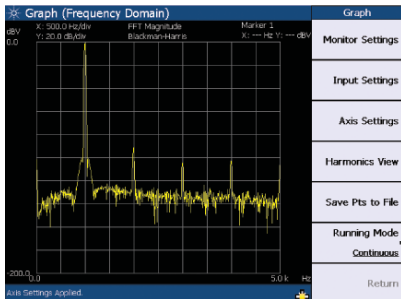 Graph (Frequency Domain)
Graph
dBV
X: 500.0 Hz/div
FFT Magnitude
Marker 1
0.0
Y: 20.0 dB/div
Blackman-Harris
X: --- Hz Y: --- dBV
Monitor Settings
Input Settings
Axis Settings
Harmonics View
Save Pts to File
Running Mode
Continuous
-200.0
0.0
5.0 k
Hz
Return
Axis Settings Applied.